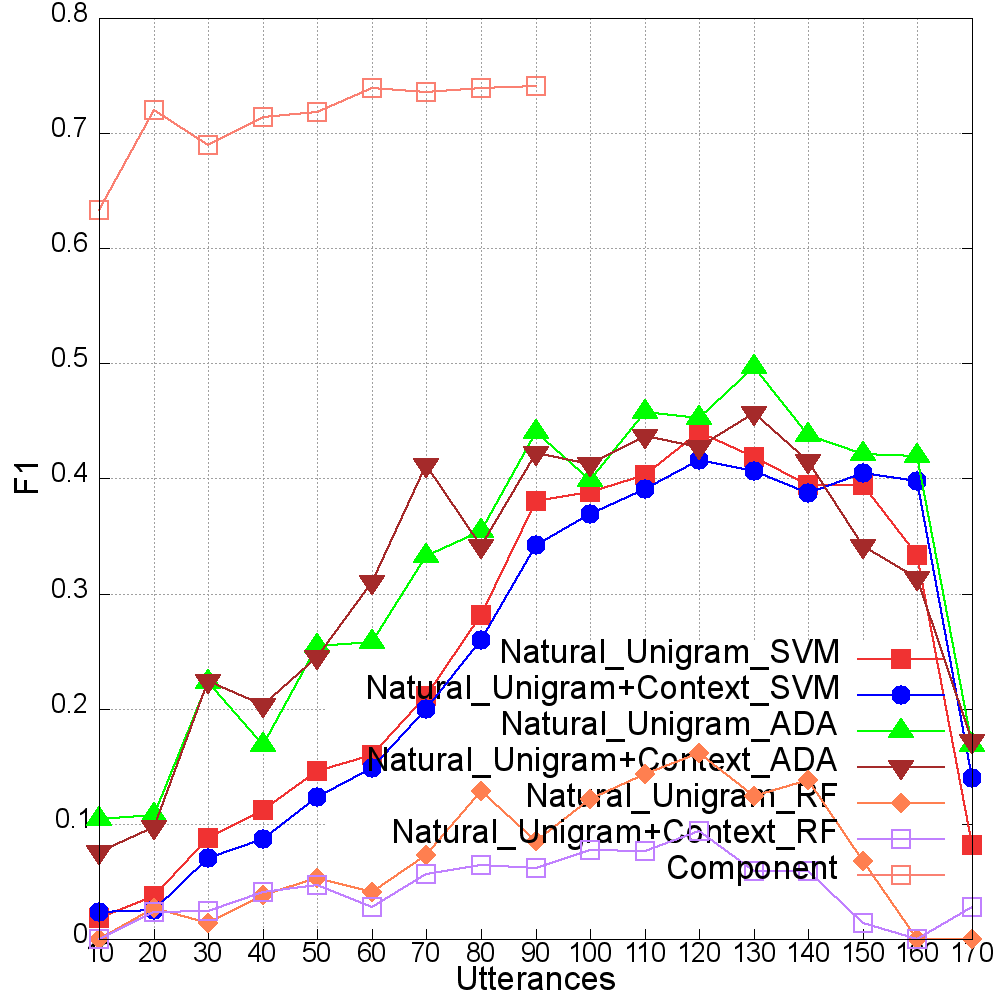 0.8
0.7
0.6
0.5
0.4
0.3
0.2
0.1
0
F1
Natural_Unigram_SVM
Natural_Unigram+Context_SVM
Natural_Unigram_ADA
Natural_Unigram+Context_ADA
Natural_Unigram_RF
Natural_Unigram+Context_RF
Component
10 20 30 40 50 60 70 80 90 100 110 120 130 140 150 160 170
Utterances